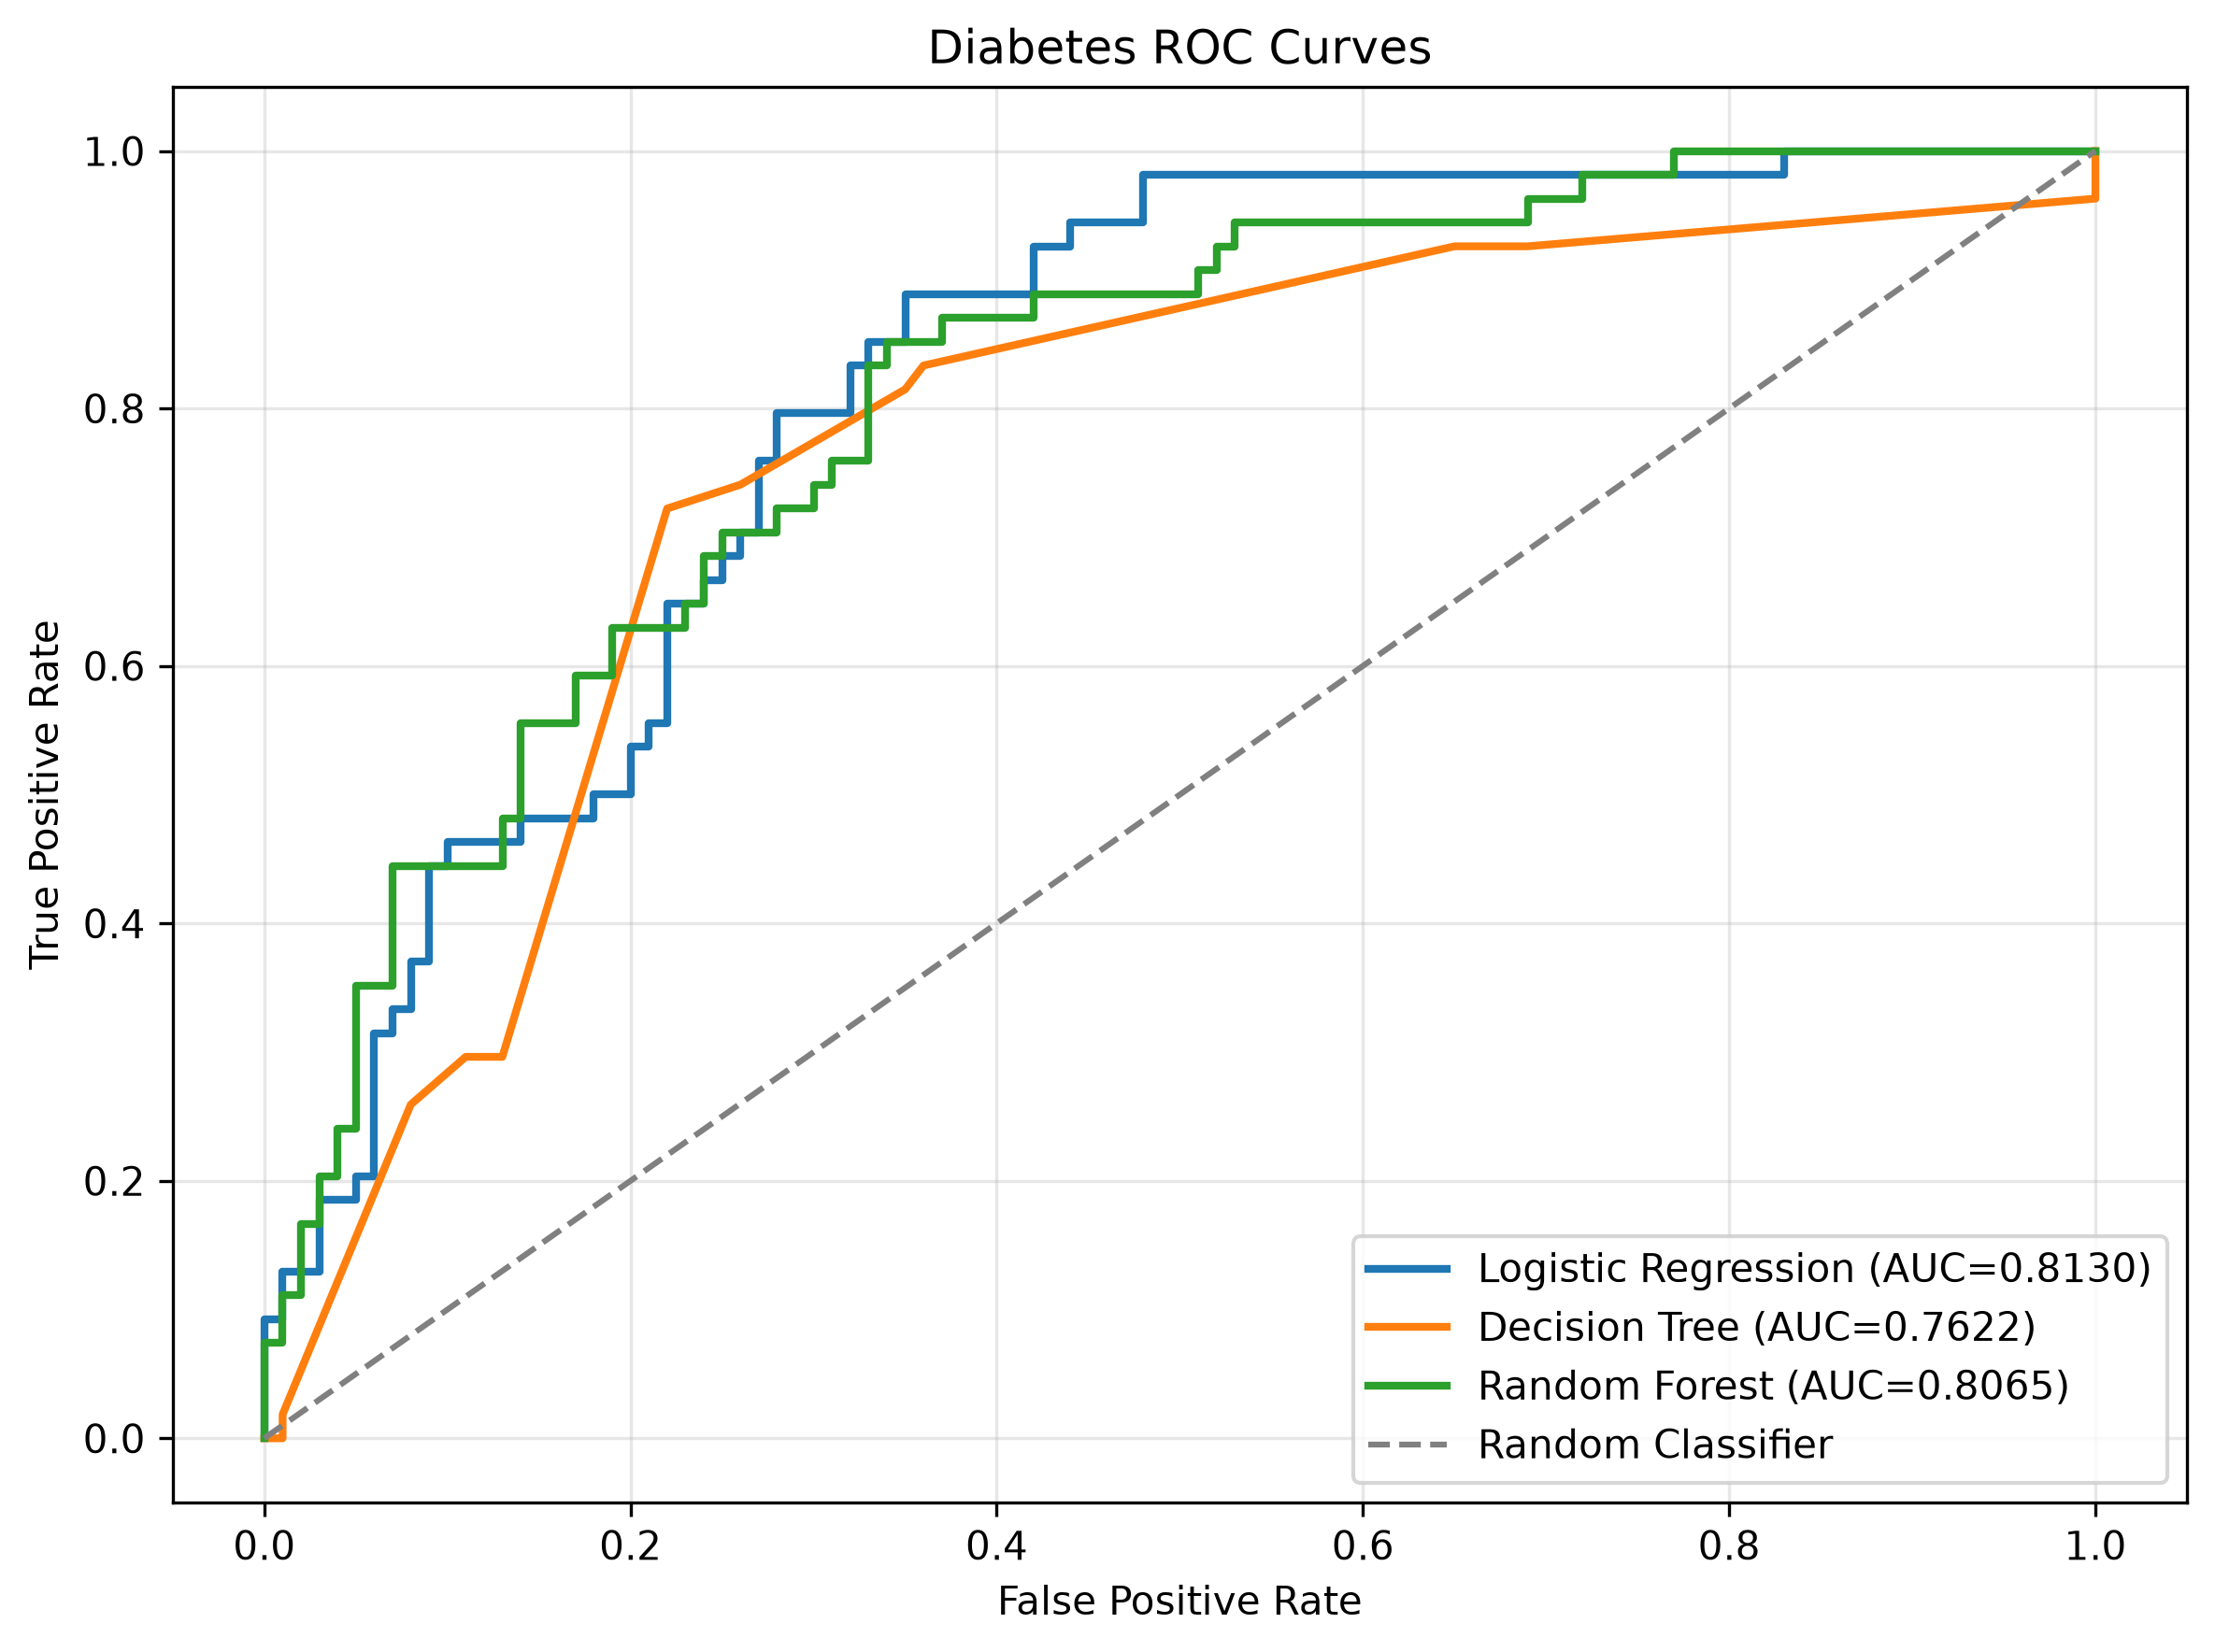 Diabetes ROC Curves
True Positive Rate
1.0
0.8
0.6
0.4
0.2
0.0
Logistic Regression (AUC=0.8130)
Decision Tree (AUC=0.7622)
Random Forest (AUC=0.8065)
Random Classifier
0.0 0.2 0.4 0.6 0.8 1.0
False Positive Rate